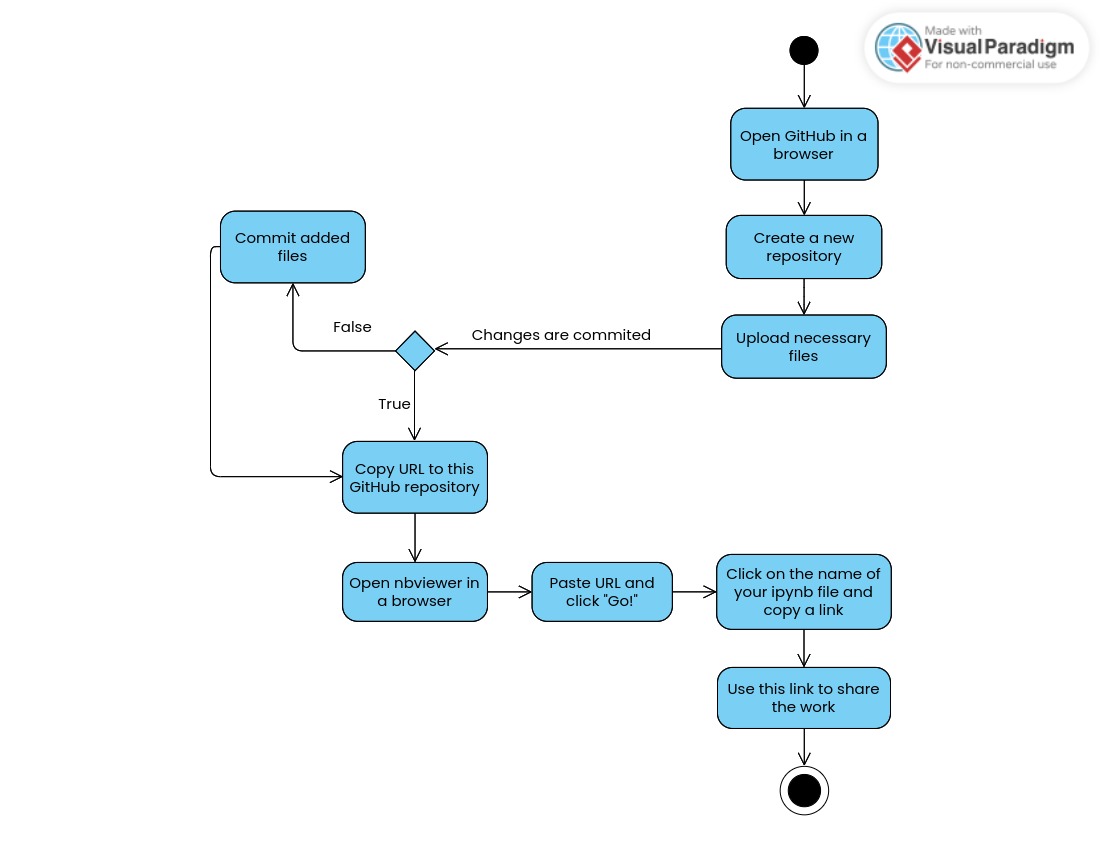 Made with
Visual Paradigm
For non-commercial use
Open GitHub in a
browser
Create a new
repository
Upload necessary
files
Changes are commited
False
Commit added
files
True
Copy URL to this
GitHub repository
Open nbviewer in
a browser
Paste URL and
click "Go!"
Click on the name of
your ipynb file and
copy a link
Use this link to share
the work